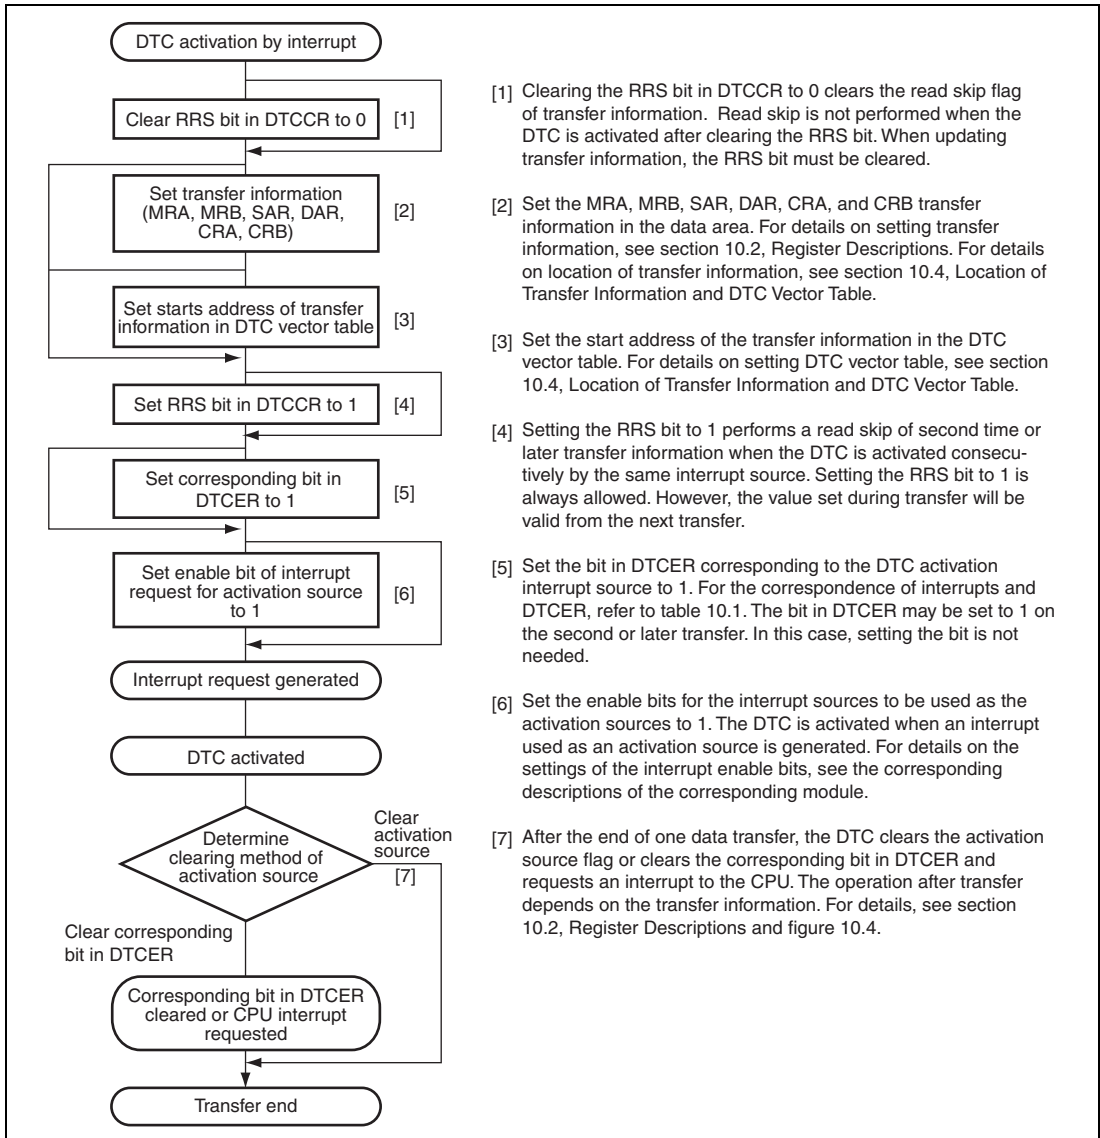 DTC activation by interrupt
Clear RRS bit in DTCCR to 0
[1]
Set transfer information
(MRA, MRB, SAR, DAR,
CRA, CRB)
[2]
Set starts address of transfer
information in DTC vector table
[3]
Set RRS bit in DTCCR to 1
[4]
Set corresponding bit in
DTCER to 1
[5]
Set enable bit of interrupt
request for activation source
to 1
[6]
Interrupt request generated
DTC activated
Determine
clearing method of
activation source
Clear
activation
source
[7]
Clear corresponding
bit in DTCER
Corresponding bit in DTCER
cleared or CPU interrupt
requested
Transfer end
[1] Clearing the RRS bit in DTCCR to 0 clears the read skip flag
of transfer information. Read skip is not performed when the
DTC is activated after clearing the RRS bit. When updating
transfer information, the RRS bit must be cleared.
[2] Set the MRA, MRB, SAR, DAR, CRA, and CRB transfer
information in the data area. For details on setting transfer
information, see section 10.2, Register Descriptions. For details
on location of transfer information, see section 10.4, Location of
Transfer Information and DTC Vector Table.
[3] Set the start address of the transfer information in the DTC
vector table. For details on setting DTC vector table, see section
10.4, Location of Transfer Information and DTC Vector Table.
[4] Setting the RRS bit to 1 performs a read skip of second time or
later transfer information when the DTC is activated consecu-
tively by the same interrupt source. Setting the RRS bit to 1 is
always allowed. However, the value set during transfer will be
valid from the next transfer.
[5] Set the bit in DTCER corresponding to the DTC activation
interrupt source to 1. For the correspondence of interrupts and
DTCER, refer to table 10.1. The bit in DTCER may be set to 1 on
the second or later transfer. In this case, setting the bit is not
needed.
[6] Set the enable bits for the interrupt sources to be used as the
activation sources to 1. The DTC is activated when an interrupt
used as an activation source is generated. For details on the
settings of the interrupt enable bits, see the corresponding
descriptions of the corresponding module.
[7] After the end of one data transfer, the DTC clears the activation
source flag or clears the corresponding bit in DTCER and
requests an interrupt to the CPU. The operation after transfer
depends on the transfer information. For details, see section
10.2, Register Descriptions and figure 10.4.